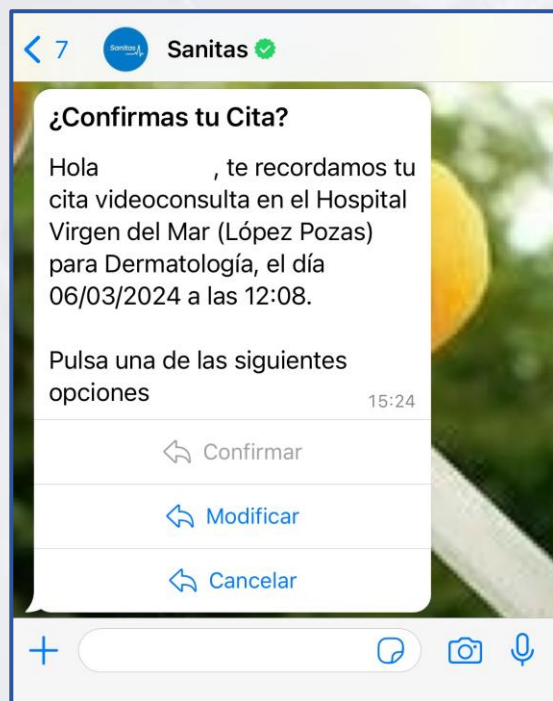 7 Sanitas Sanitas
¿Confirmas tu Cita?
Hola , te recordamos tu
cita videoconsulta en el Hospital
Virgen del Mar (López Pozas)
para Dermatología, el día
06/03/2024 a las 12:08.
Pulsa una de las siguientes
opciones
15:24
Confirmar
Modificar
Cancelar